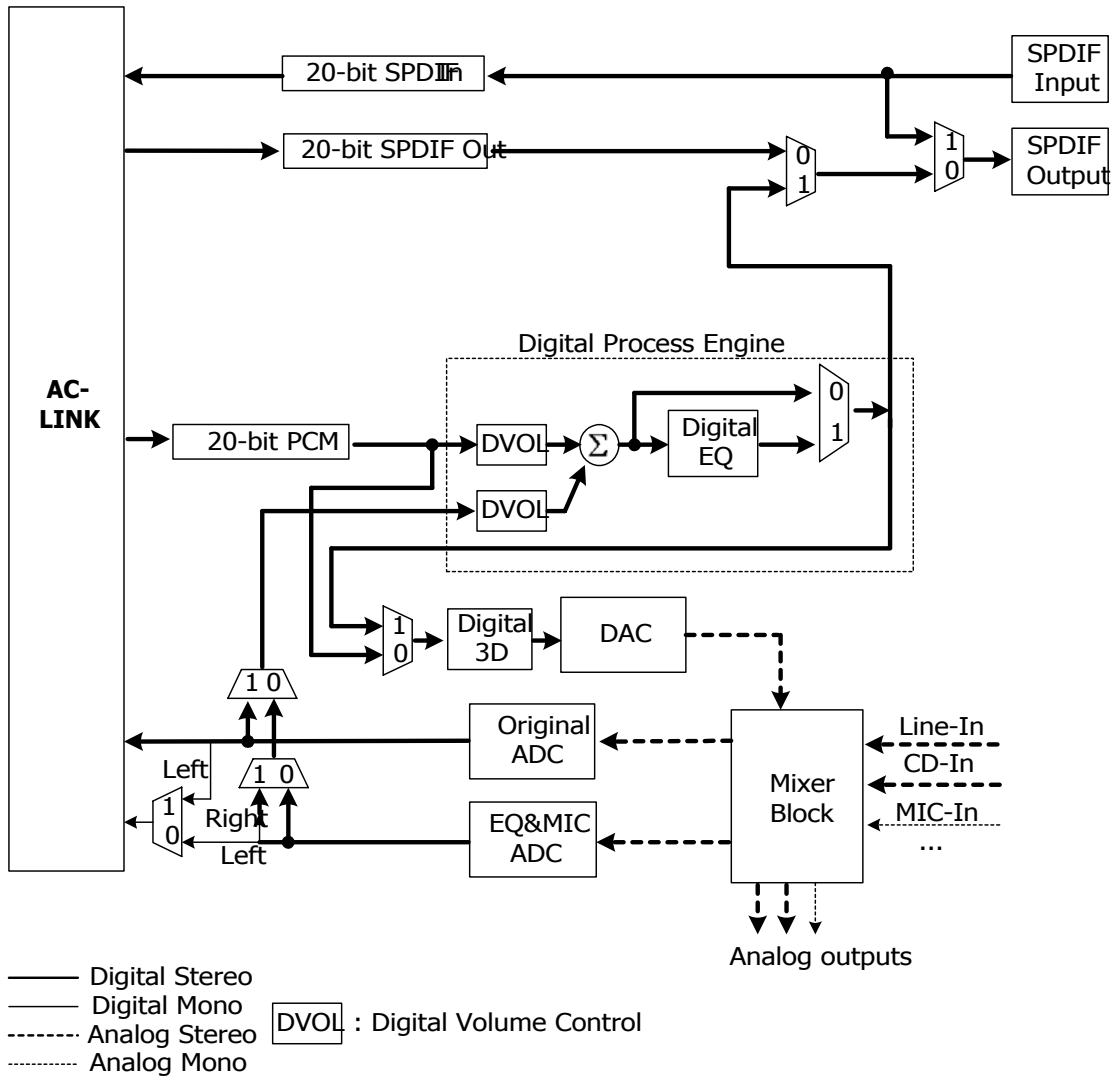 20-bit SPDIF In
SPDIF
Input
20-bit SPDIF Out
0
1
1
0
SPDIF
Output
Digital Process Engine
AC-
LINK
20-bit PCM
DVOL
Σ
Digital
EQ
0
1
DVOL
1
0
Digital
3D
DAC
1 0
Original
ADC
Left
1 0
1
0
Right
Left
EQ&MIC
ADC
Mixer
Block
Line-In
CD-In
MIC-In
...
Analog outputs
Digital Stereo
Digital Mono
Analog Stereo
Analog Mono
DVOL : Digital Volume Control